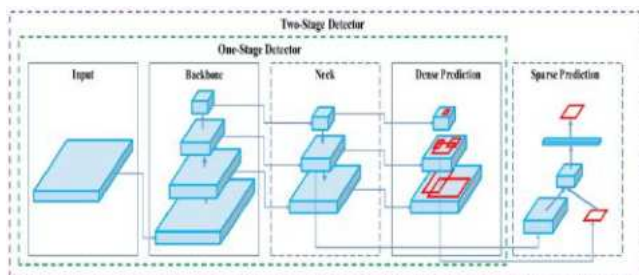 Two-Stage Detector
One-Stage Detector
Input
Backbone
Neck
Dense Prediction
Sparse Prediction